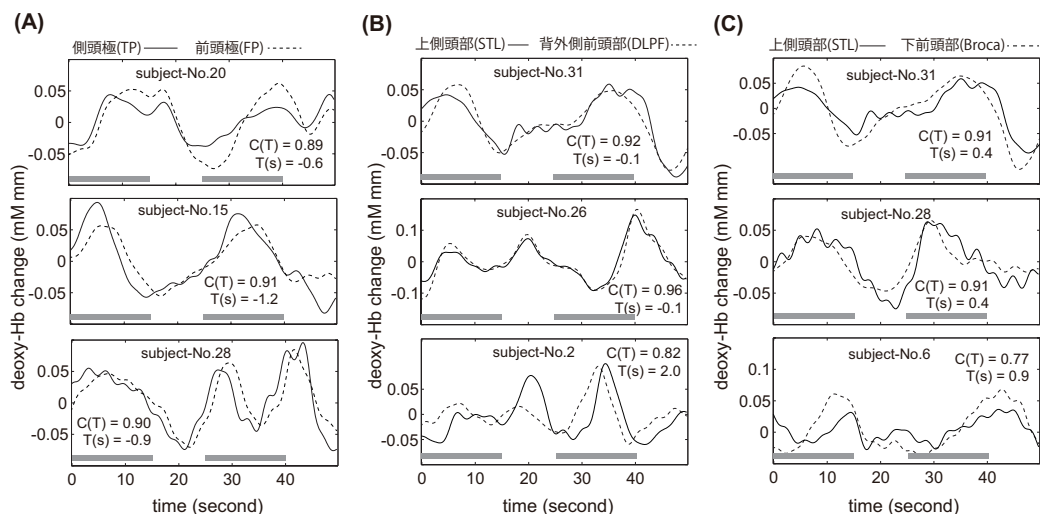 (A)
側頭極(TP)
前頭極(FP)
deoxy-Hb change (mM mm)
subject-No.20
0.05
0
-0.05
C(T) = 0.89
T(s) = -0.6
subject-No.15
0.05
0
-0.05
C(T) = 0.91
T(s) = -1.2
subject-No.28
0.05
0
-0.05
C(T) = 0.90
T(s) = -0.9
0 10 20 30 40
time (second)
(B)
上側頭部(STL)
背外側前頭部(DLPF)
deoxy-Hb change (mM mm)
subject-No.31
0.05
0
-0.05
C(T) = 0.92
T(s) = -0.1
subject-No.26
0.1
0
-0.1
C(T) = 0.96
T(s) = -0.1
subject-No.2
0.05
0
-0.05
C(T) = 0.82
T(s) = 2.0
0 10 20 30 40
time (second)
(C)
上側頭部(STL)
下前頭部(Broca)
deoxy-Hb change (mM mm)
subject-No.31
0.05
0
-0.05
C(T) = 0.91
T(s) = 0.4
subject-No.28
0.05
0
-0.05
C(T) = 0.91
T(s) = 0.4
subject-No.6
0.1
0.05
0
C(T) = 0.77
T(s) = 0.9
0 10 20 30 40
time (second)